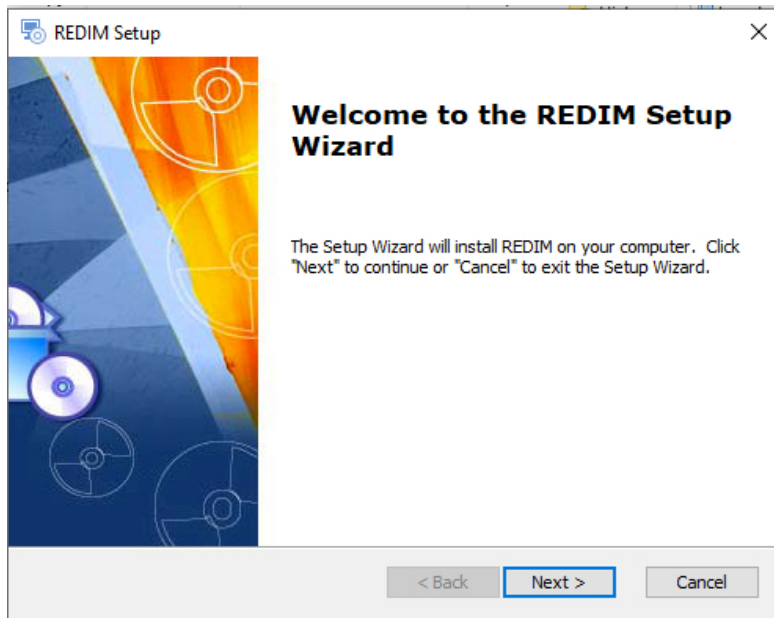 REDIM Setup
Welcome to the REDIM Setup
Wizard
The Setup Wizard will install REDIM on your computer. Click
"Next" to continue or "Cancel" to exit the Setup Wizard.
< Back
Next >
Cancel